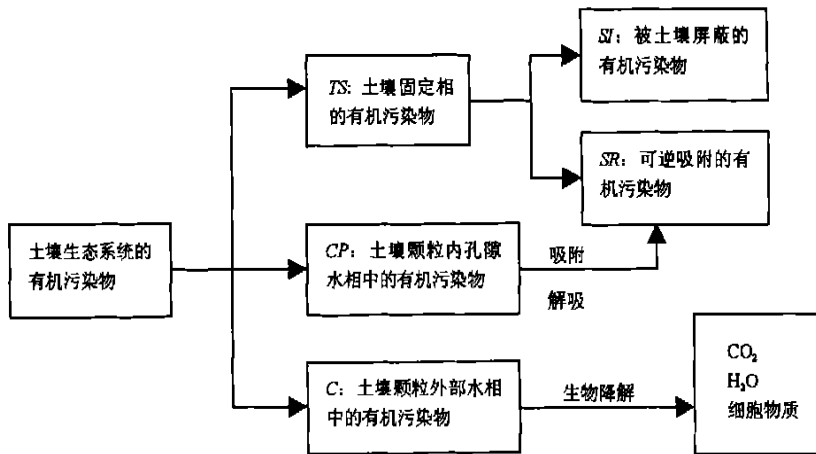 SI：被土壤屏蔽的
有机污染物
TS：土壤固定相
的有机污染物
SR：可逆吸附的有
机污染物
土壤生态系统的
有机污染物
CP：土壤颗粒内孔隙
水相中的有机污染物
吸附
解吸
C：土壤颗粒外部水相
中的有机污染物
生物降解
CO₂
H₂O
细胞物质